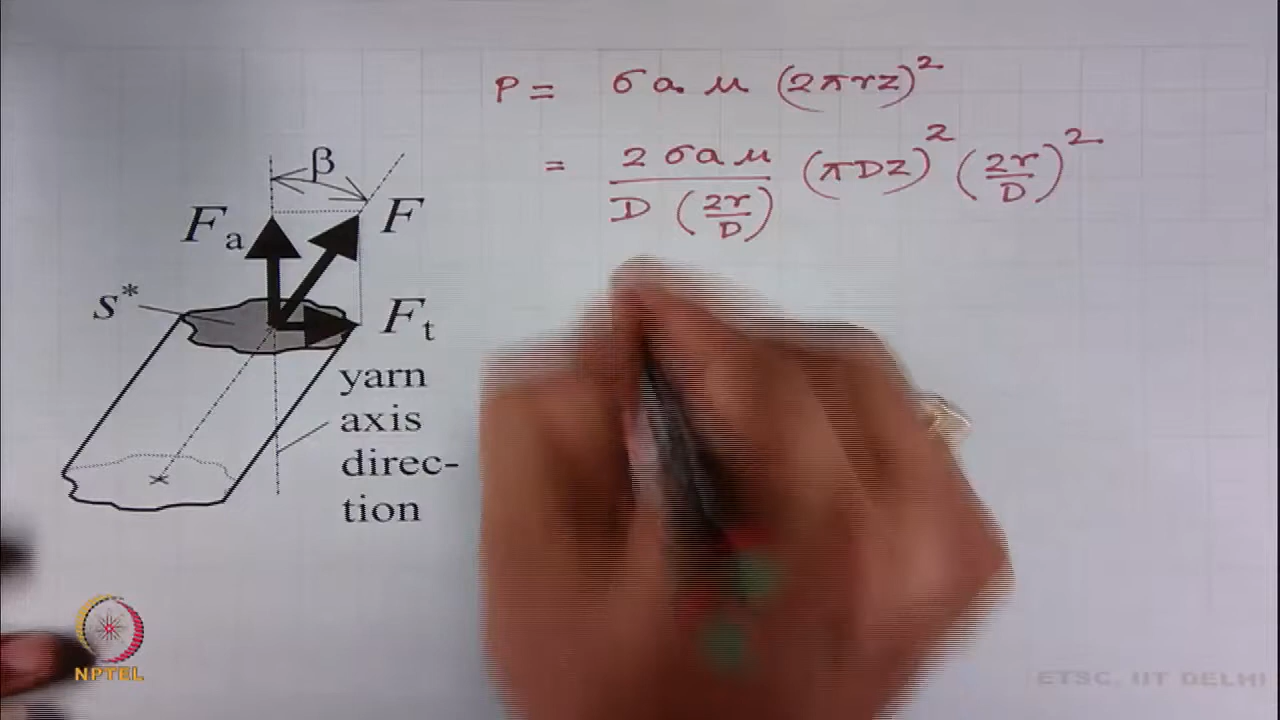 P = σ a μ (2πrz)²
= 2σaμ / D (2r/D) (πDZ)² (2r/D)²
β
Fa
F
s*
Ft
yarn
axis
direc-
tion
NPTEL
ETSC, IIT DELHI